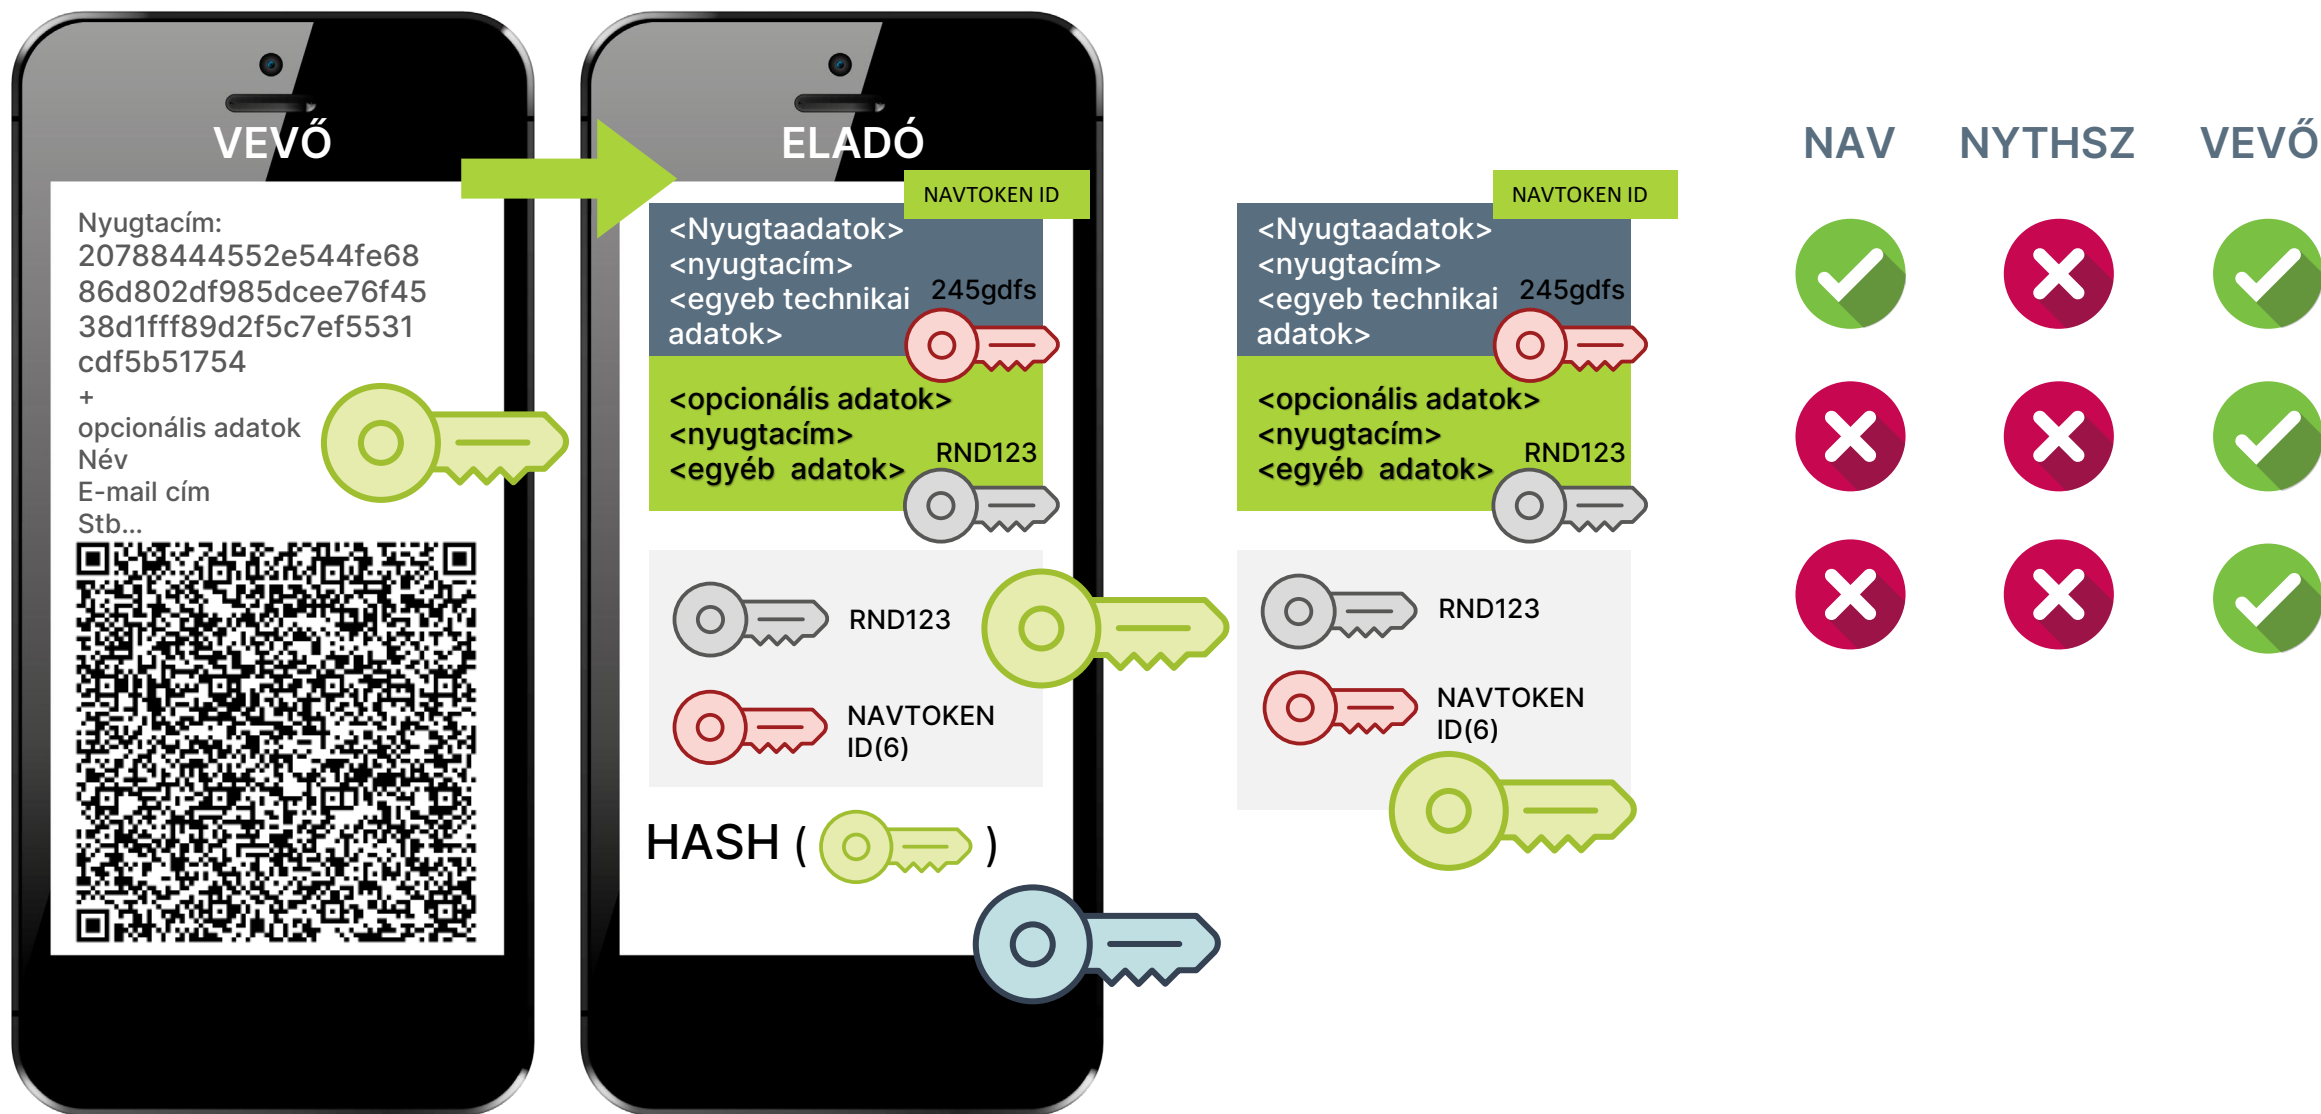 VEVŐ
Nyugtacím:
20788444552e544fe68
86d802df985dcee76f45
38d1fff89d2f5c7ef5531
cdf5b51754
+
opcionális adatok
Név
E-mail cím
Stb...
ELADÓ
NAVTOKEN ID
<Nyugtaadatok>
<nyugtacím>
<egyeb technikai
adatok>
245gdfs
<opcionális adatok>
<nyugtacím>
<egyéb adatok>
RND123
RND123
NAVTOKEN
ID(6)
HASH ( )
NAVTOKEN ID
<Nyugtaadatok>
<nyugtacím>
<egyeb technikai
adatok>
245gdfs
<opcionális adatok>
<nyugtacím>
<egyéb adatok>
RND123
RND123
NAVTOKEN
ID(6)
NAV NYTHSZ VEVŐ